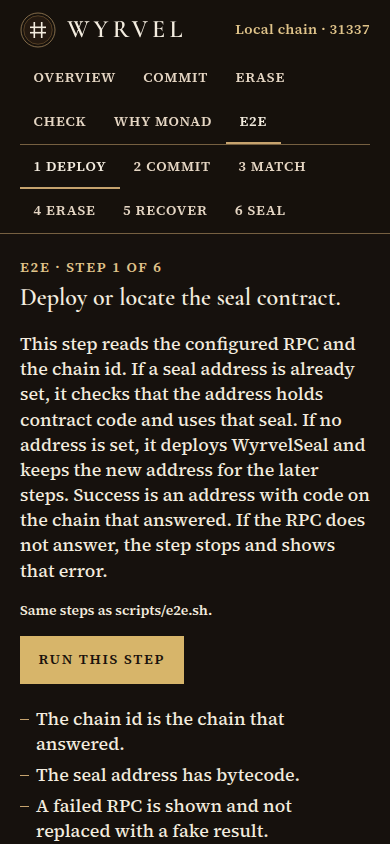 WYRVEL
Local chain · 31337
OVERVIEW COMMIT ERASE
CHECK WHY MONAD E2E
1 DEPLOY 2 COMMIT 3 MATCH
4 ERASE 5 RECOVER 6 SEAL
E2E · STEP 1 OF 6
Deploy or locate the seal contract.
This step reads the configured RPC and
the chain id. If a seal address is already
set, it checks that the address holds
contract code and uses that seal. If no
address is set, it deploys WyrvelSeal and
keeps the new address for the later
steps. Success is an address with code on
the chain that answered. If the RPC does
not answer, the step stops and shows
that error.
Same steps as scripts/e2e.sh.
RUN THIS STEP
– The chain id is the chain that
answered.
– The seal address has bytecode.
– A failed RPC is shown and not
replaced with a fake result.